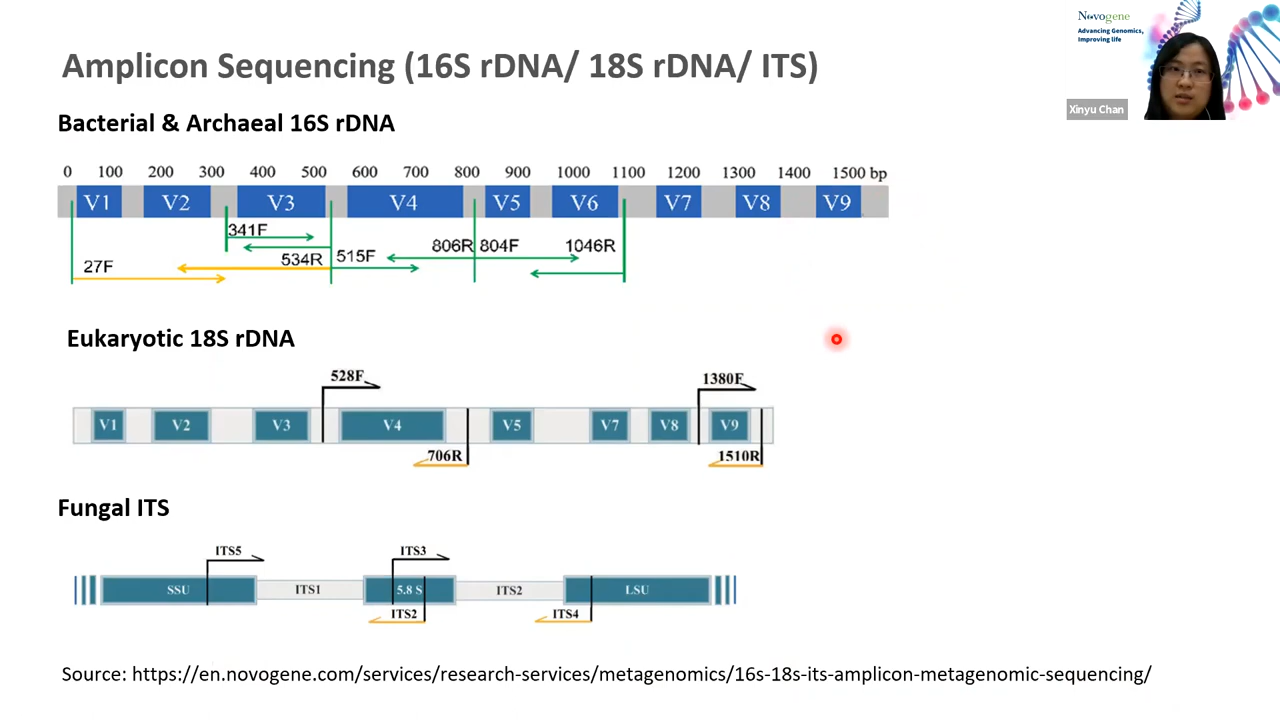 Novogene
Advancing Genomics,
Improving life
Xinyu Chan
Amplicon Sequencing (16S rDNA/ 18S rDNA/ ITS)
Bacterial & Archaeal 16S rDNA
0 100 200 300 400 500 600 700 800 900 1000 1100 1200 1300 1400 1500 bp
V1 V2 V3 V4 V5 V6 V7 V8 V9
341F
806R 804F 1046R
534R 515F
27F
Eukaryotic 18S rDNA
528F 1380F
V1 V2 V3 V4 V5 V7 V8 V9
706R 1510R
Fungal ITS
ITS5 ITS3
SSU ITS1 5.8 S ITS2 LSU
ITS2 ITS4
Source: https://en.novogene.com/services/research-services/metagenomics/16s-18s-its-amplicon-metagenomic-sequencing/